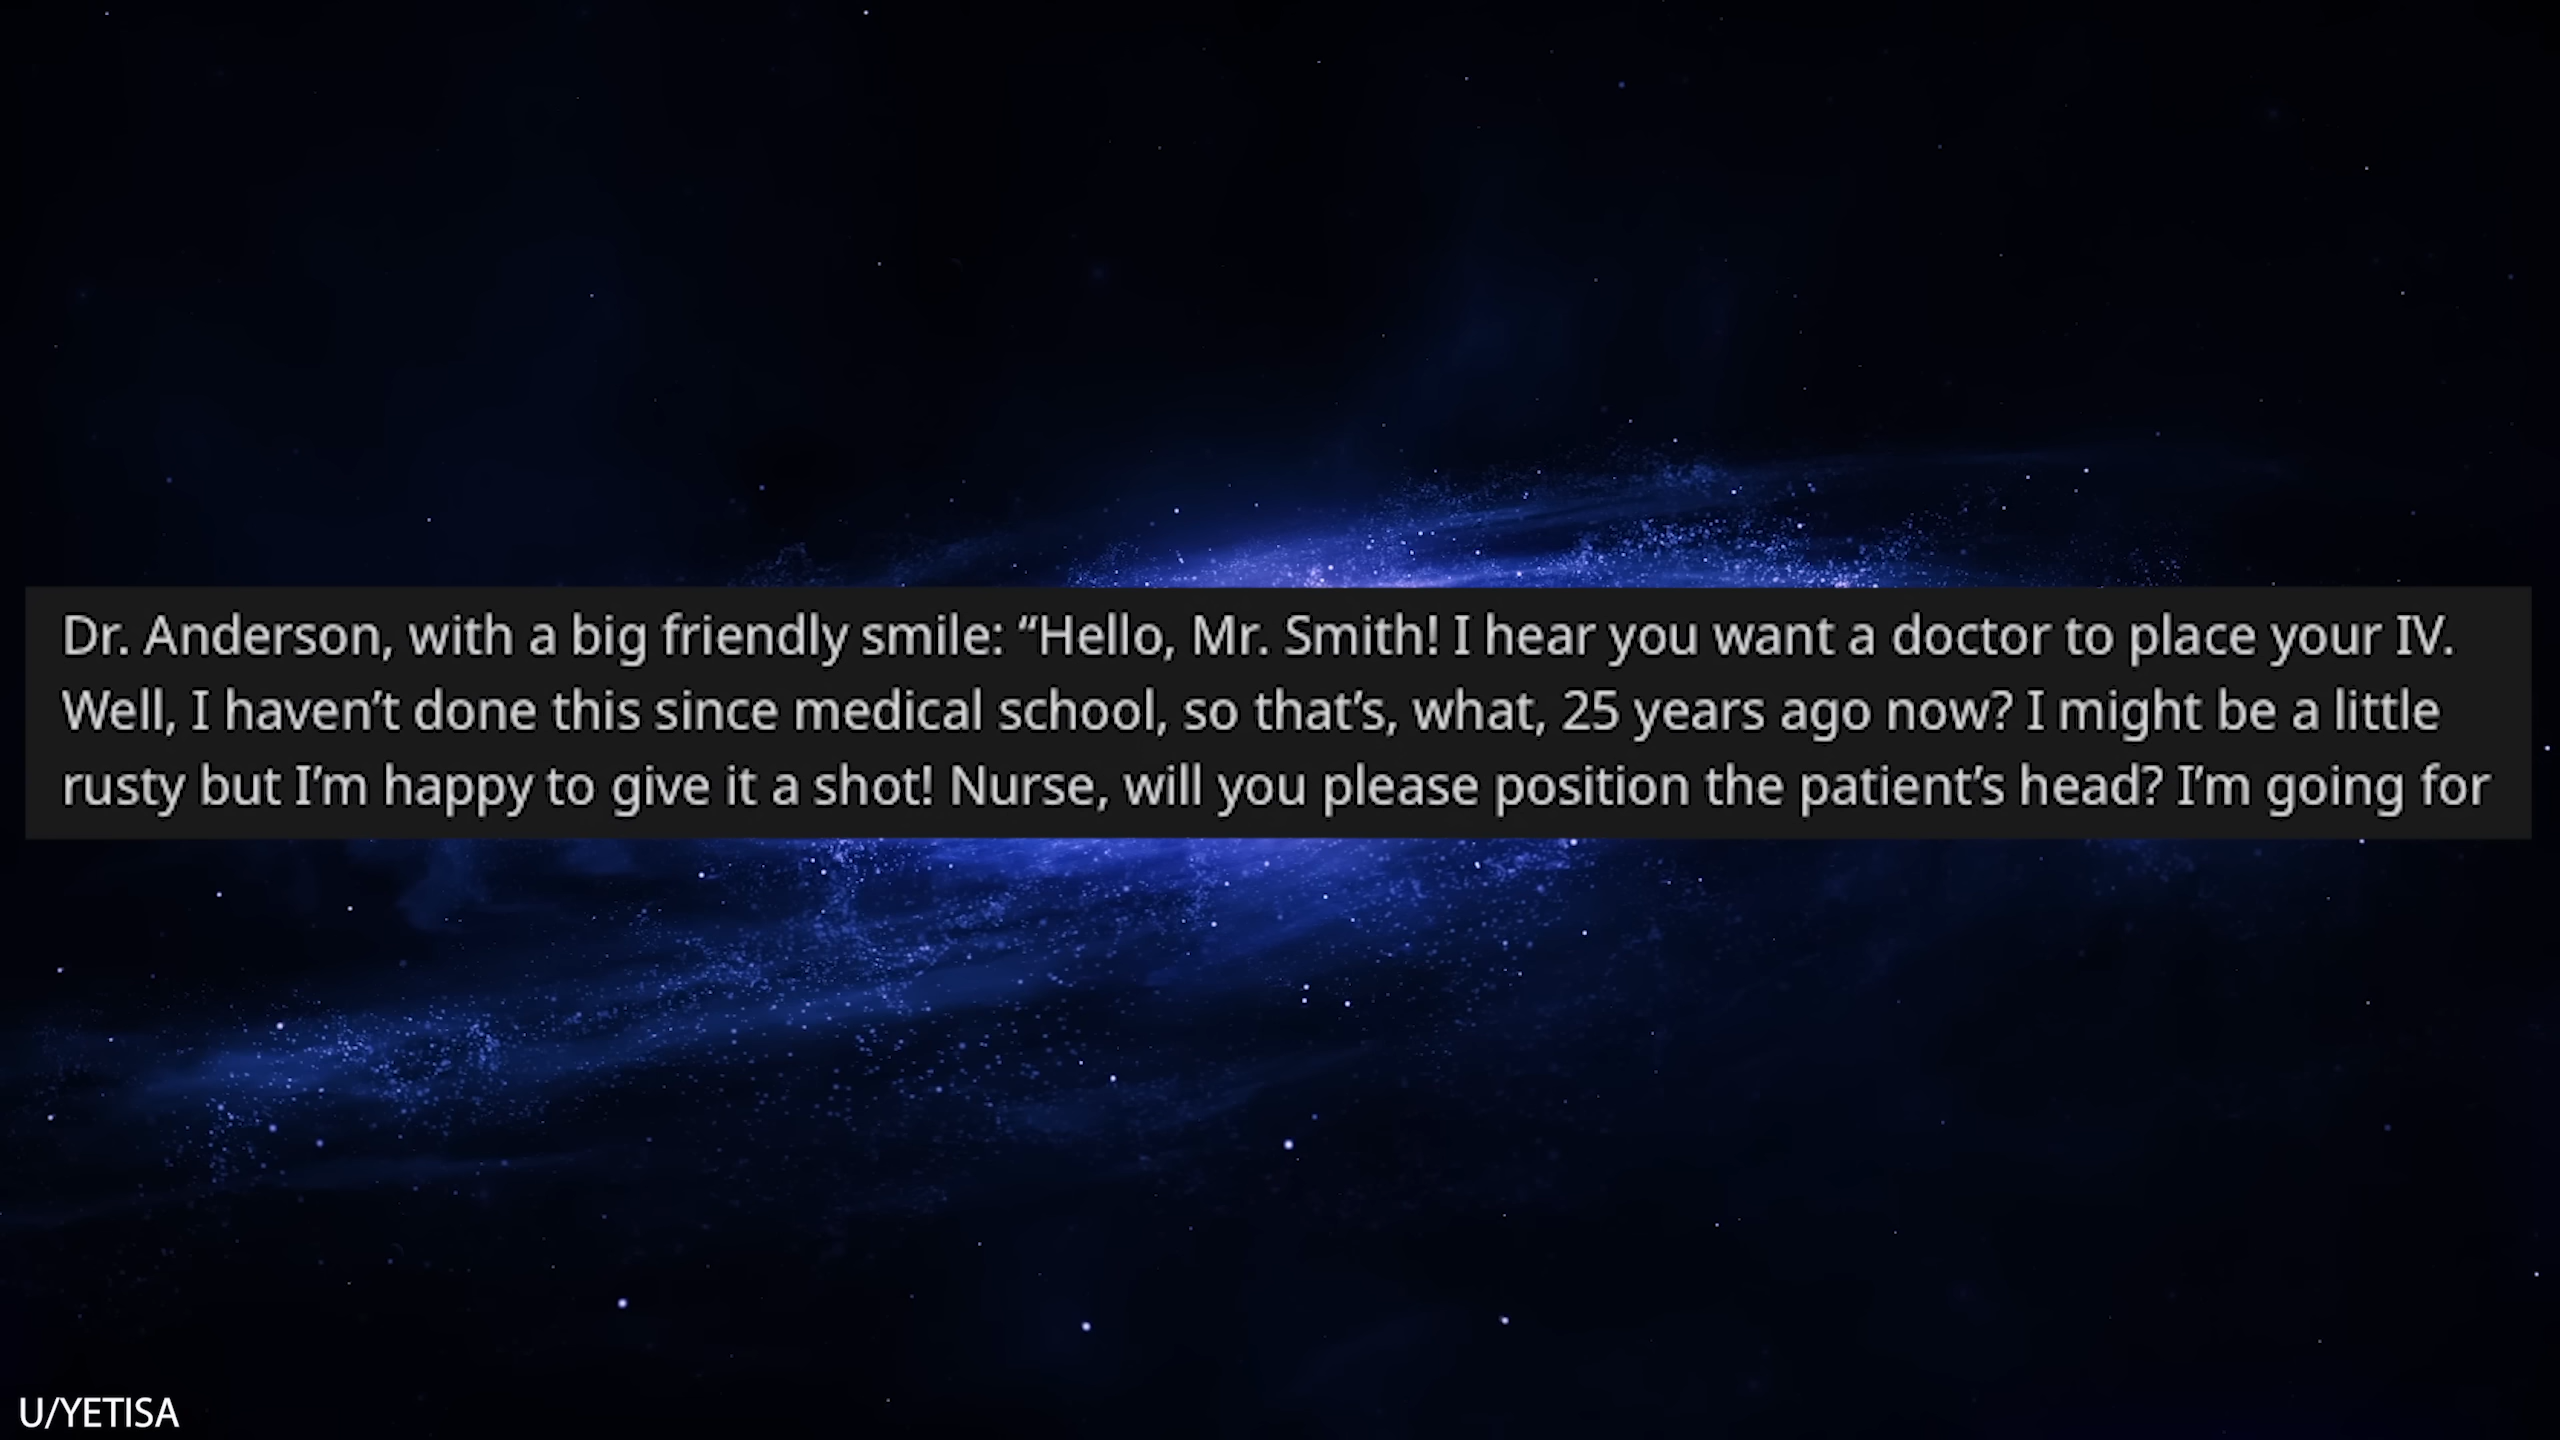 Dr. Anderson, with a big friendly smile: “Hello, Mr. Smith! I hear you want a doctor to place your IV.
Well, I haven’t done this since medical school, so that’s, what, 25 years ago now? I might be a little
rusty but I’m happy to give it a shot! Nurse, will you please position the patient’s head? I’m going for
U/YETISA